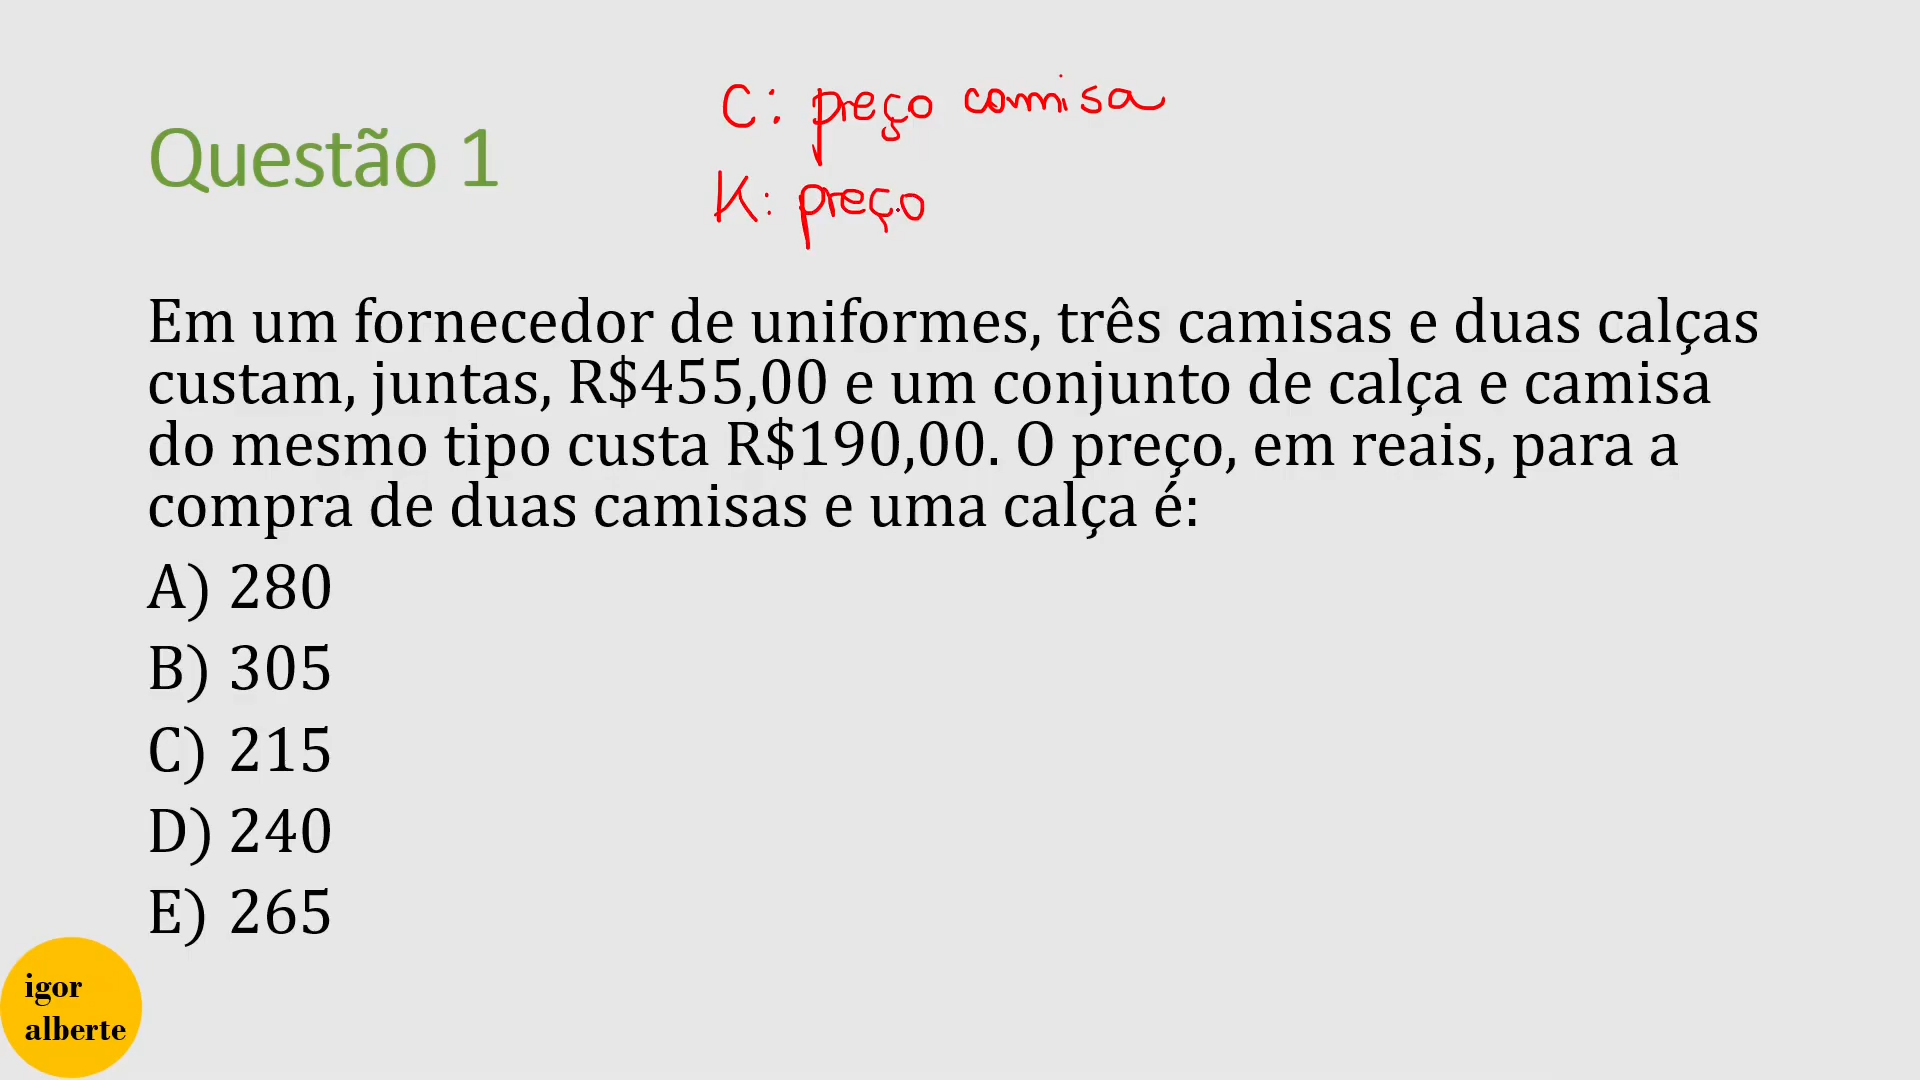 C: preço camisa
Questão 1
K: preço
Em um fornecedor de uniformes, três camisas e duas calças
custam, juntas, R$455,00 e um conjunto de calça e camisa
do mesmo tipo custa R$190,00. O preço, em reais, para a
compra de duas camisas e uma calça é:
A) 280
B) 305
C) 215
D) 240
E) 265
igor
alberte